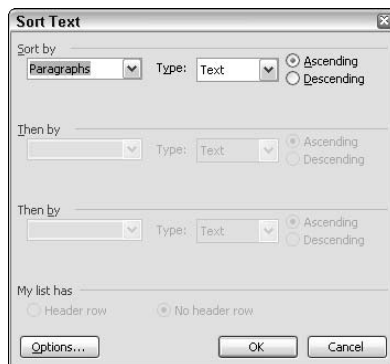 Sort Text
Sort by
Paragraphs Type: Text Ascending
Descending
Then by
Type: Text Ascending
Descending
Then by
Type: Text Ascending
Descending
My list has
Header row No header row
Options... OK Cancel